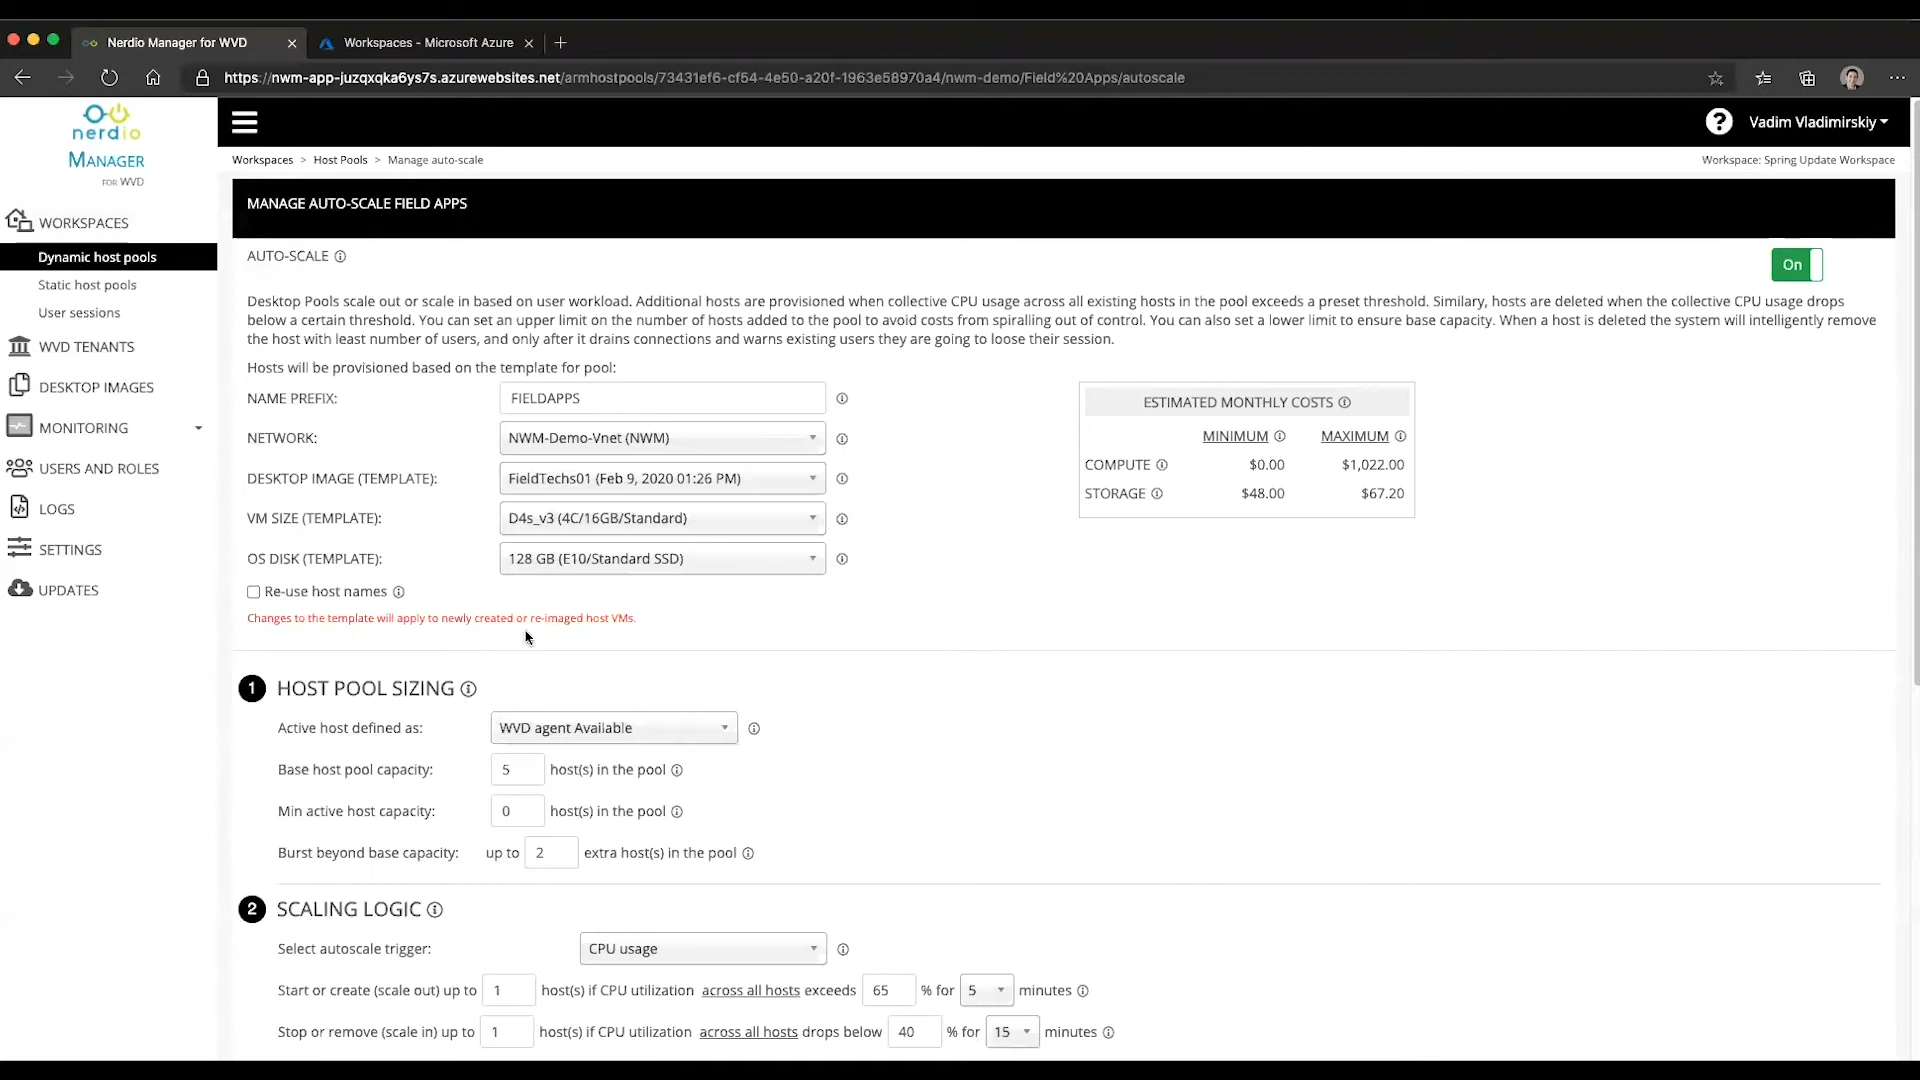 Nerdio Manager for WVD
Workspaces - Microsoft Azure
https://nwm-app-juzqxqka6ys7s.azurewebsites.net/armhostpools/73431ef6-cf54-4e50-a20f-1963e58970a4/nwm-demo/Field%20Apps/autoscale
nerdio
MANAGER
FOR WVD
Vadim Vladimirskiy
Workspaces > Host Pools > Manage auto-scale
Workspace: Spring Update Workspace
WORKSPACES
Dynamic host pools
Static host pools
User sessions
WVD TENANTS
DESKTOP IMAGES
MONITORING
USERS AND ROLES
LOGS
SETTINGS
UPDATES
MANAGE AUTO-SCALE FIELD APPS
AUTO-SCALE
On
Desktop Pools scale out or scale in based on user workload. Additional hosts are provisioned when collective CPU usage across all existing hosts in the pool exceeds a preset threshold. Similary, hosts are deleted when the collective CPU usage drops
below a certain threshold. You can set an upper limit on the number of hosts added to the pool to avoid costs from spiralling out of control. You can also set a lower limit to ensure base capacity. When a host is deleted the system will intelligently remove
the host with least number of users, and only after it drains connections and warns existing users they are going to loose their session.
Hosts will be provisioned based on the template for pool:
NAME PREFIX: FIELDAPPS
NETWORK: NWM-Demo-Vnet (NWM)
DESKTOP IMAGE (TEMPLATE): FieldTechs01 (Feb 9, 2020 01:26 PM)
VM SIZE (TEMPLATE): D4s_v3 (4C/16GB/Standard)
OS DISK (TEMPLATE): 128 GB (E10/Standard SSD)
Re-use host names
Changes to the template will apply to newly created or re-imaged host VMs.
ESTIMATED MONTHLY COSTS
MINIMUM MAXIMUM
COMPUTE $0.00 $1,022.00
STORAGE $48.00 $67.20
1 HOST POOL SIZING
Active host defined as: WVD agent Available
Base host pool capacity: 5 host(s) in the pool
Min active host capacity: 0 host(s) in the pool
Burst beyond base capacity: up to 2 extra host(s) in the pool
2 SCALING LOGIC
Select autoscale trigger: CPU usage
Start or create (scale out) up to 1 host(s) if CPU utilization across all hosts exceeds 65 % for 5 minutes
Stop or remove (scale in) up to 1 host(s) if CPU utilization across all hosts drops below 40 % for 15 minutes